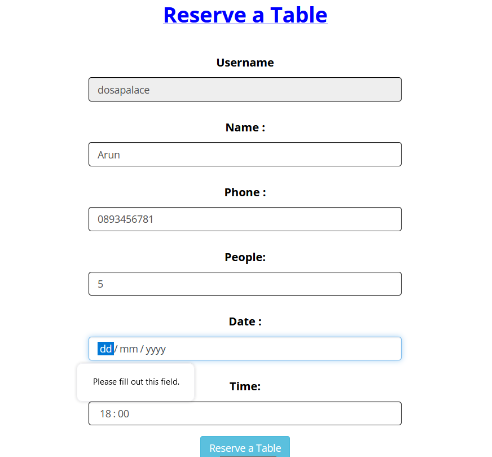 Reserve a Table
Username
dosapalace
Name :
Arun
Phone :
0893456781
People:
5
Date :
dd/mm/yyyy
Please fill out this field.
Time:
18:00
Reserve a Table